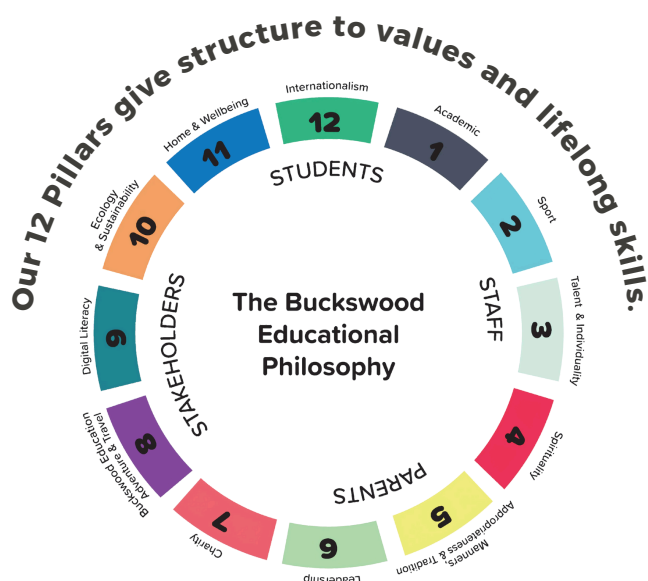 Our 12 Pillars give structure to values and lifelong skills.
Internationalism
12
Academic
1
Sport
2
Talent & Individuality
3
Spirituality
4
Manners,
Appropriateness & Tradition
5
Leadership
6
Charity
7
Buckswood Education
Adventure & Travel
8
Digital Literacy
9
Ecology
& Sustainability
10
Home & Wellbeing
11
STUDENTS
STAFF
PARENTS
STAKEHOLDERS
The Buckswood
Educational
Philosophy